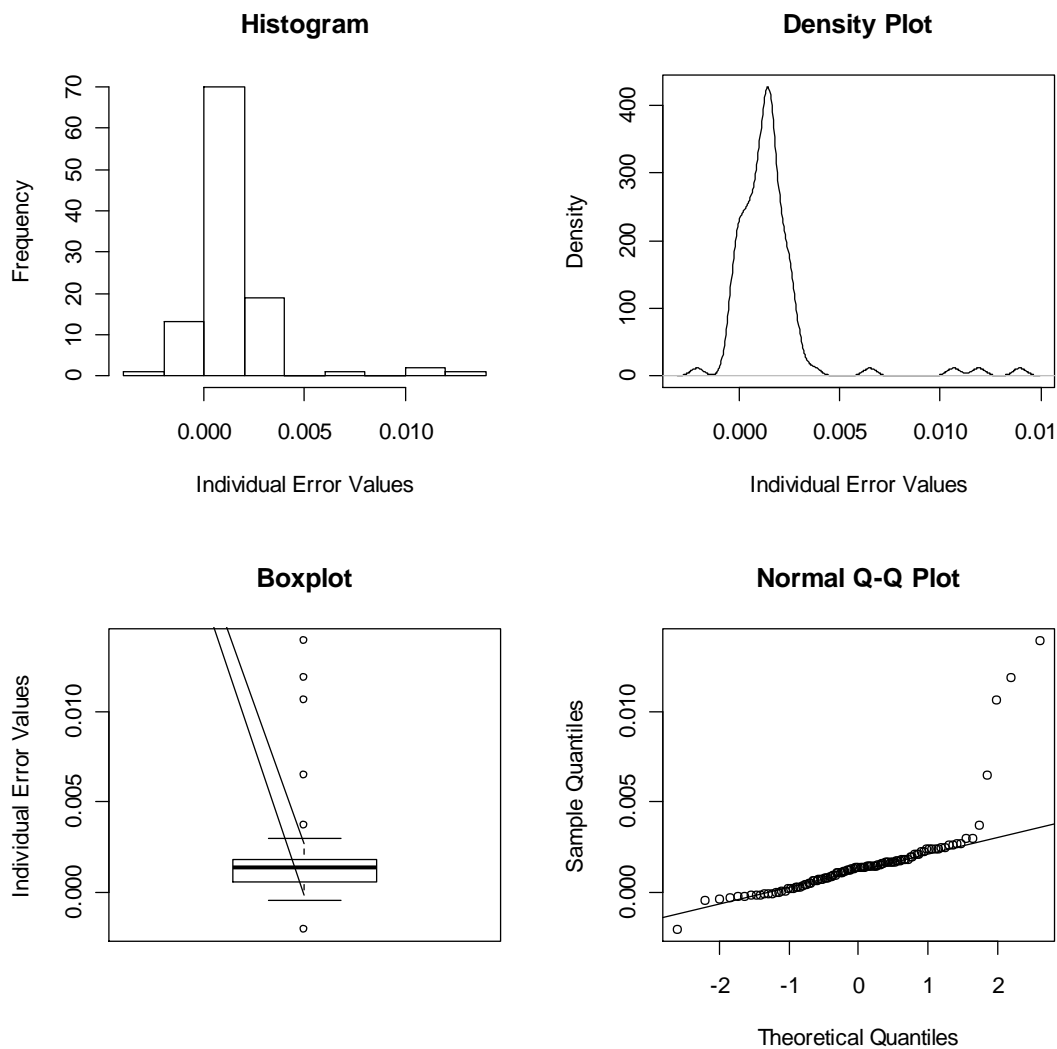 Histogram
Frequency
0 10 20 30 40 50 60 70
0.000 0.005 0.010
Individual Error Values
Density Plot
Density
0 100 200 300 400
0.000 0.005 0.010 0.01
Individual Error Values
Boxplot
Individual Error Values
0.000 0.005 0.010
Normal Q-Q Plot
Sample Quantiles
0.000 0.005 0.010
-2 -1 0 1 2
Theoretical Quantiles